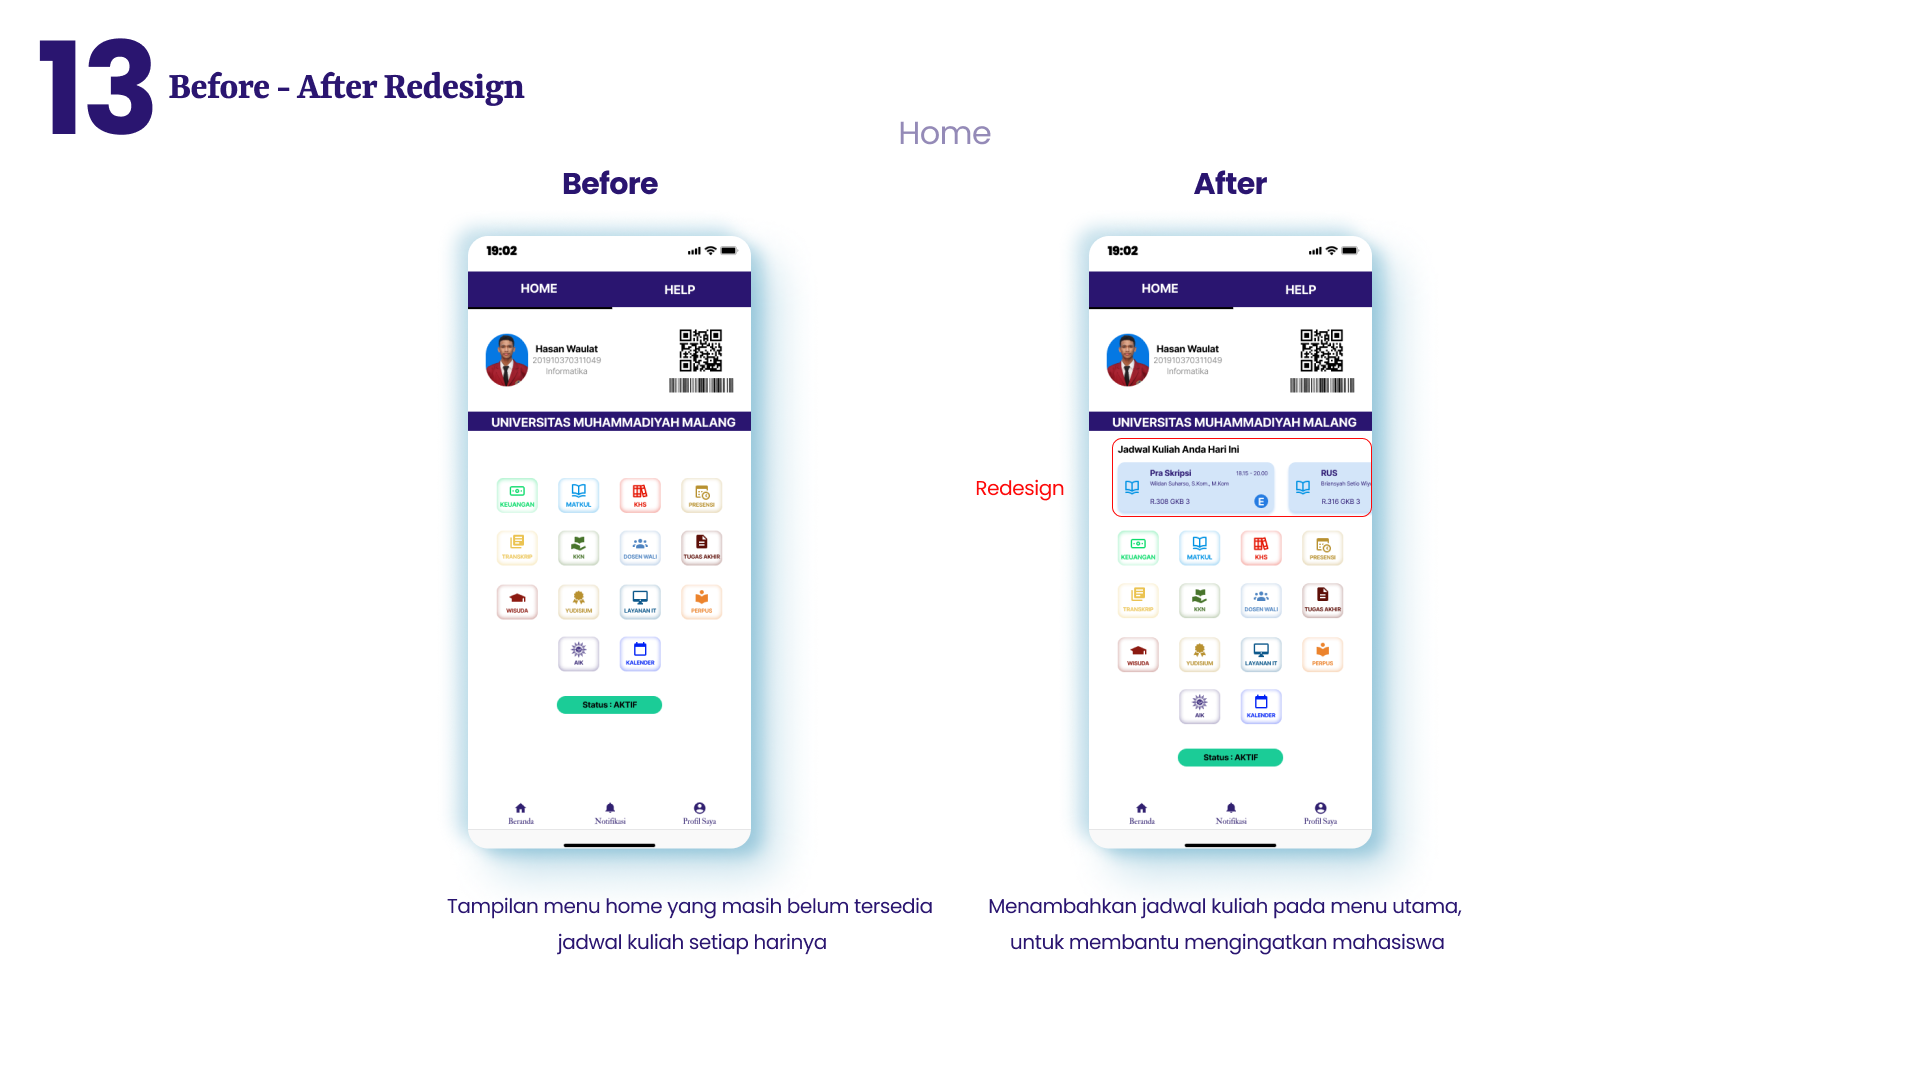 13
Before - After Redesign
Home
Before
After
19:02
HOME
HELP
Hasan Waulat
201910370311049
Informatika
UNIVERSITAS MUHAMMADIYAH MALANG
KEUANGAN
MATKUL
KHS
PRESENSI
TRANSKRIP
KKN
DOSEN WALI
TUGAS AKHIR
WISUDA
YUDISIUM
LAYANAN IT
PERPUS
AIK
KALENDER
Status : AKTIF
Beranda
Notifikasi
Profil Saya
Tampilan menu home yang masih belum tersedia
jadwal kuliah setiap harinya
Redesign
19:02
HOME
HELP
Hasan Waulat
201910370311049
Informatika
UNIVERSITAS MUHAMMADIYAH MALANG
Jadwal Kuliah Anda Hari Ini
Pra Skripsi
18.15 - 20.00
Wildan Suharso, S.Kom., M.Kom
R.308 GKB 3
E
RUS
Briansyah Setio
R.316 GKB 3
KEUANGAN
MATKUL
KHS
PRESENSI
TRANSKRIP
KKN
DOSEN WALI
TUGAS AKHIR
WISUDA
YUDISIUM
LAYANAN IT
PERPUS
AIK
KALENDER
Status : AKTIF
Beranda
Notifikasi
Profil Saya
Menambahkan jadwal kuliah pada menu utama,
untuk membantu mengingatkan mahasiswa